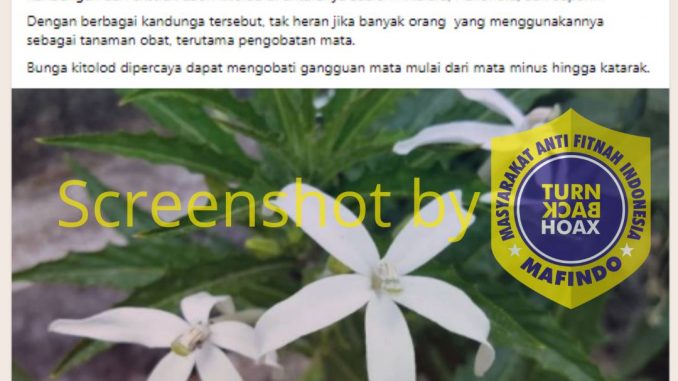 Dengan berbagai kandunga tersebut, tak heran jika banyak orang yang menggunakannya
sebagai tanaman obat, terutama pengobatan mata.
Bunga kitolod dipercaya dapat mengobati gangguan mata mulai dari mata minus hingga katarak.
Screenshot by
MASYARAKAT ANTI FITNAH INDONESIA
TURN
BACK
HOAX
MAFINDO